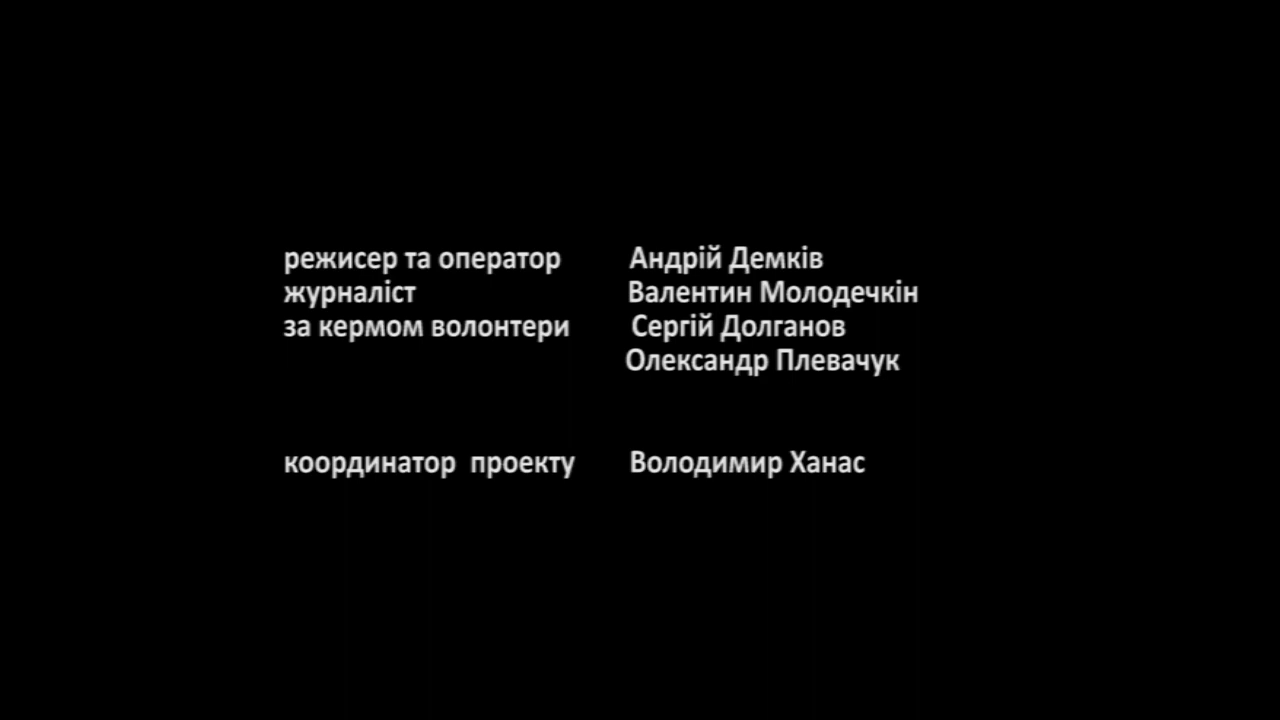 режисер та оператор Андрій Демків
журналіст Валентин Молодечкін
за кермом волонтери Сергій Долганов
Олександр Плевачук
координатор проекту Володимир Ханас